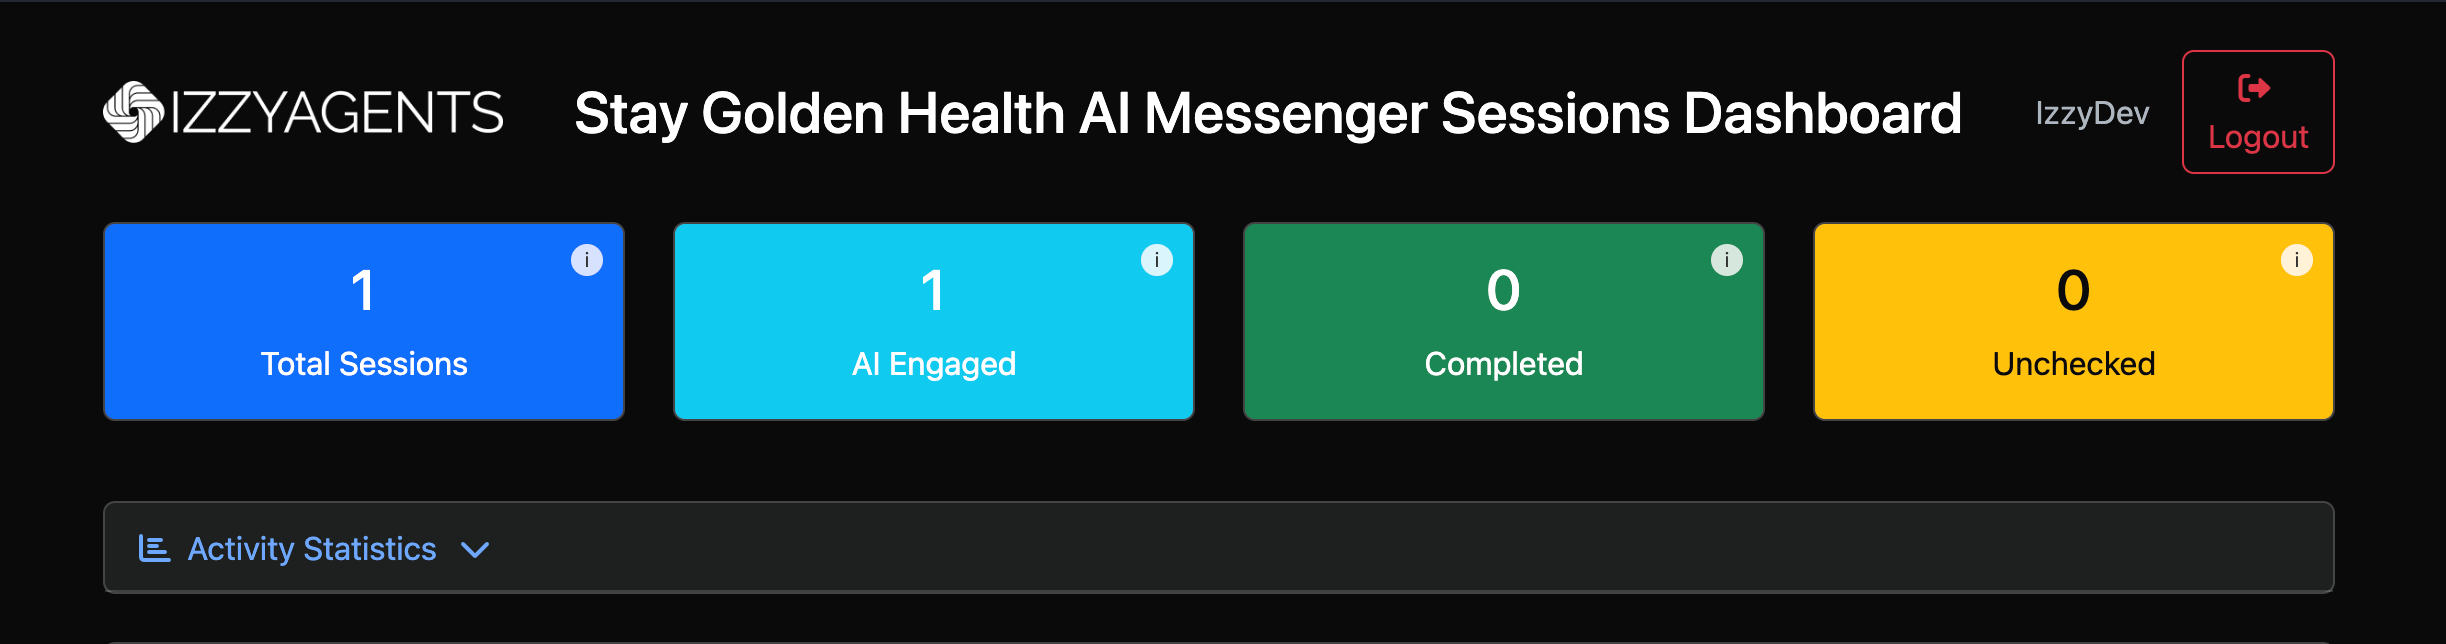 IZZYAGENTS
Stay Golden Health AI Messenger Sessions Dashboard
IzzyDev
Logout
1
Total Sessions
i
1
AI Engaged
i
0
Completed
i
0
Unchecked
i
Activity Statistics